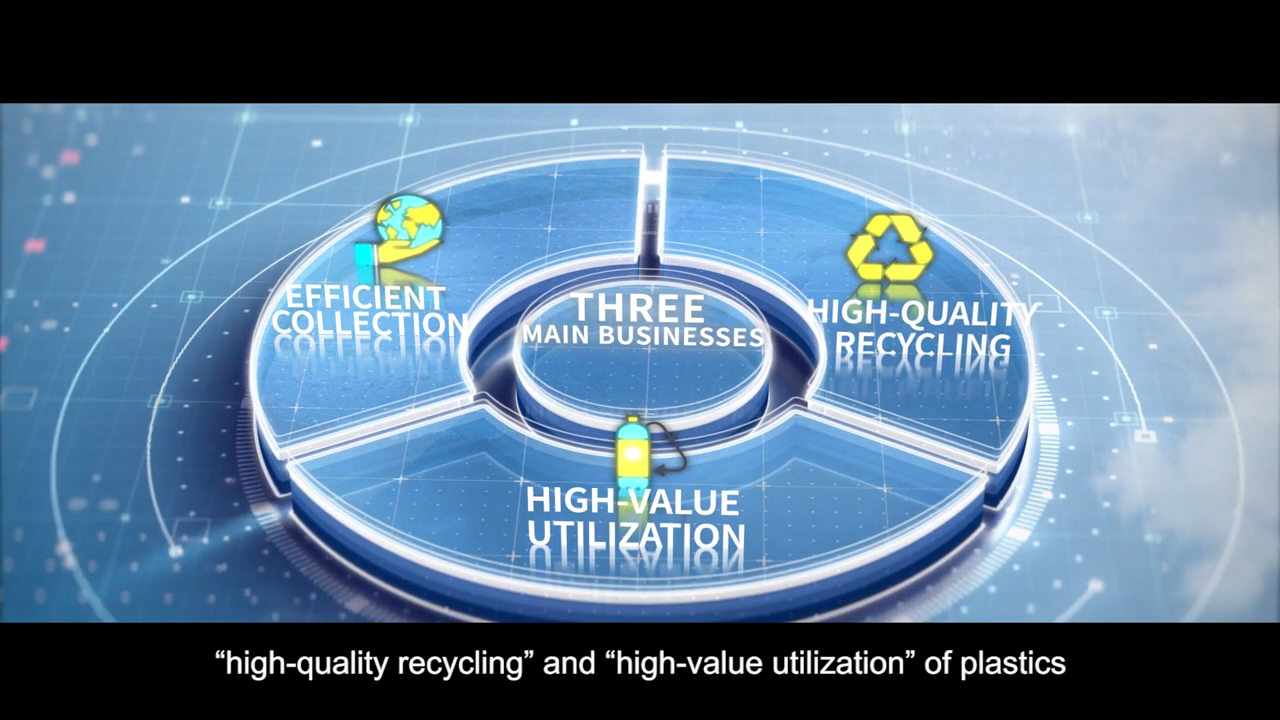 EFFICIENT
COLLECTION
THREE
MAIN BUSINESSES
HIGH-QUALITY
RECYCLING
HIGH-VALUE
UTILIZATION
“high-quality recycling” and “high-value utilization” of plastics